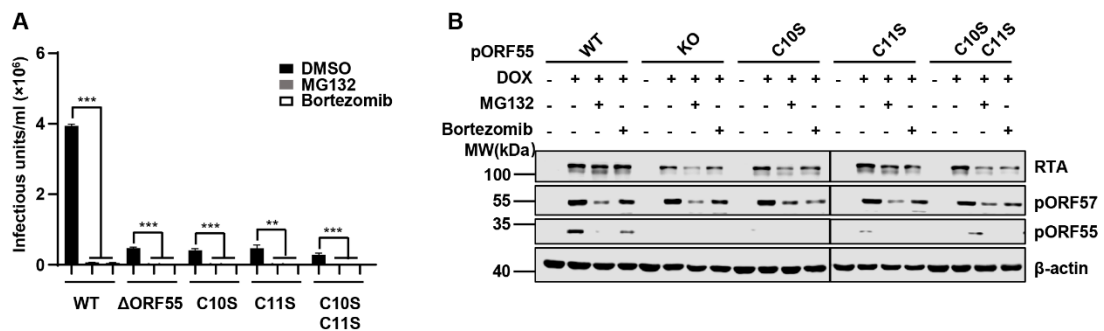 A
Infectious units/ml (×10⁶)
6
4
2
0
***
***
***
**
***
DMSO
MG132
Bortezomib
WT ΔORF55 C10S C11S C10S
C11S
B
pORF55 WT KO C10S C11S C10S C11S
DOX - + + + - + + + - + + + - + + + - + + +
MG132 - - + - - + - - + - - + - - +
Bortezomib - + - + - + - + - +
MW(kDa)
100
RTA
55
pORF57
35
pORF55
40
β-actin